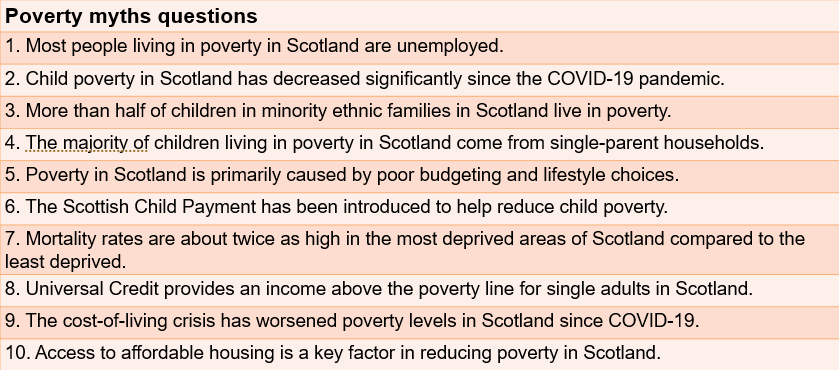 Poverty myths questions
1. Most people living in poverty in Scotland are unemployed.
2. Child poverty in Scotland has decreased significantly since the COVID-19 pandemic.
3. More than half of children in minority ethnic families in Scotland live in poverty.
4. The majority of children living in poverty in Scotland come from single-parent households.
5. Poverty in Scotland is primarily caused by poor budgeting and lifestyle choices.
6. The Scottish Child Payment has been introduced to help reduce child poverty.
7. Mortality rates are about twice as high in the most deprived areas of Scotland compared to the
least deprived.
8. Universal Credit provides an income above the poverty line for single adults in Scotland.
9. The cost-of-living crisis has worsened poverty levels in Scotland since COVID-19.
10. Access to affordable housing is a key factor in reducing poverty in Scotland.